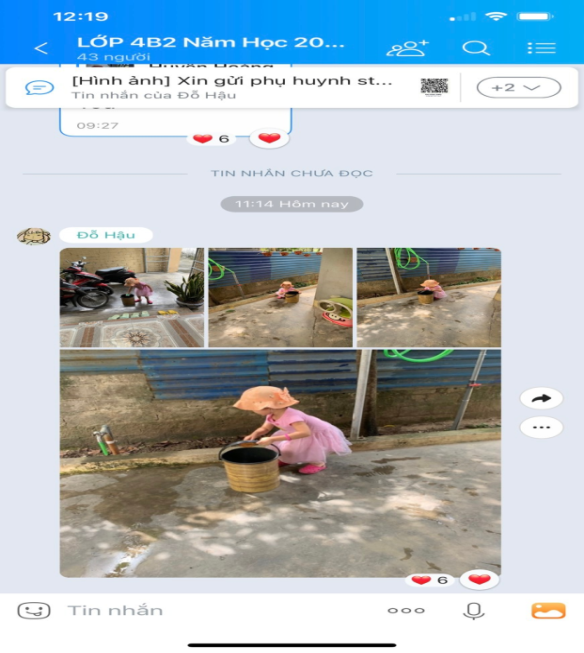 12:19
LỚP 4B2 Năm Học 20...
43 người
[Hình ảnh] Xin gửi phụ huynh st...
Tin nhắn của Đỗ Hậu
+2
09:27
6
TIN NHẮN CHƯA ĐỌC
11:14 Hôm nay
Đỗ Hậu
6
Tin nhắn